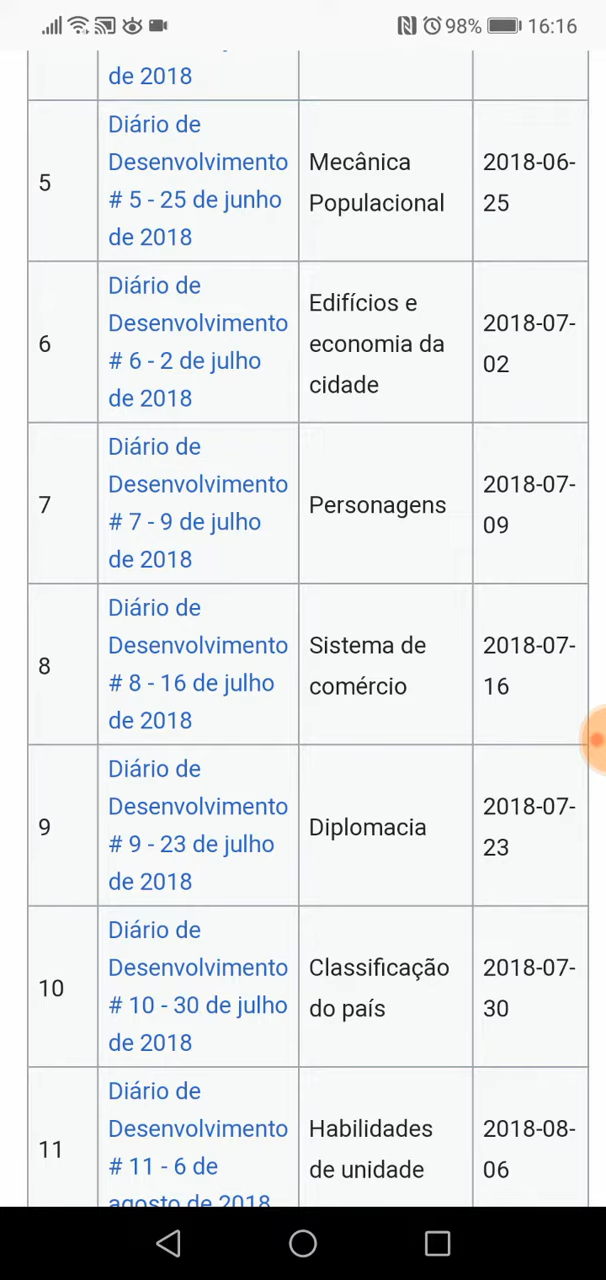 98% 16:16
de 2018
5
Diário de
Desenvolvimento
# 5 - 25 de junho
de 2018
Mecânica
Populacional
2018-06-
25
6
Diário de
Desenvolvimento
# 6 - 2 de julho
de 2018
Edifícios e
economia da
cidade
2018-07-
02
7
Diário de
Desenvolvimento
# 7 - 9 de julho
de 2018
Personagens
2018-07-
09
8
Diário de
Desenvolvimento
# 8 - 16 de julho
de 2018
Sistema de
comércio
2018-07-
16
9
Diário de
Desenvolvimento
# 9 - 23 de julho
de 2018
Diplomacia
2018-07-
23
10
Diário de
Desenvolvimento
# 10 - 30 de julho
de 2018
Classificação
do país
2018-07-
30
11
Diário de
Desenvolvimento
# 11 - 6 de
agosto de 2018
Habilidades
de unidade
2018-08-
06